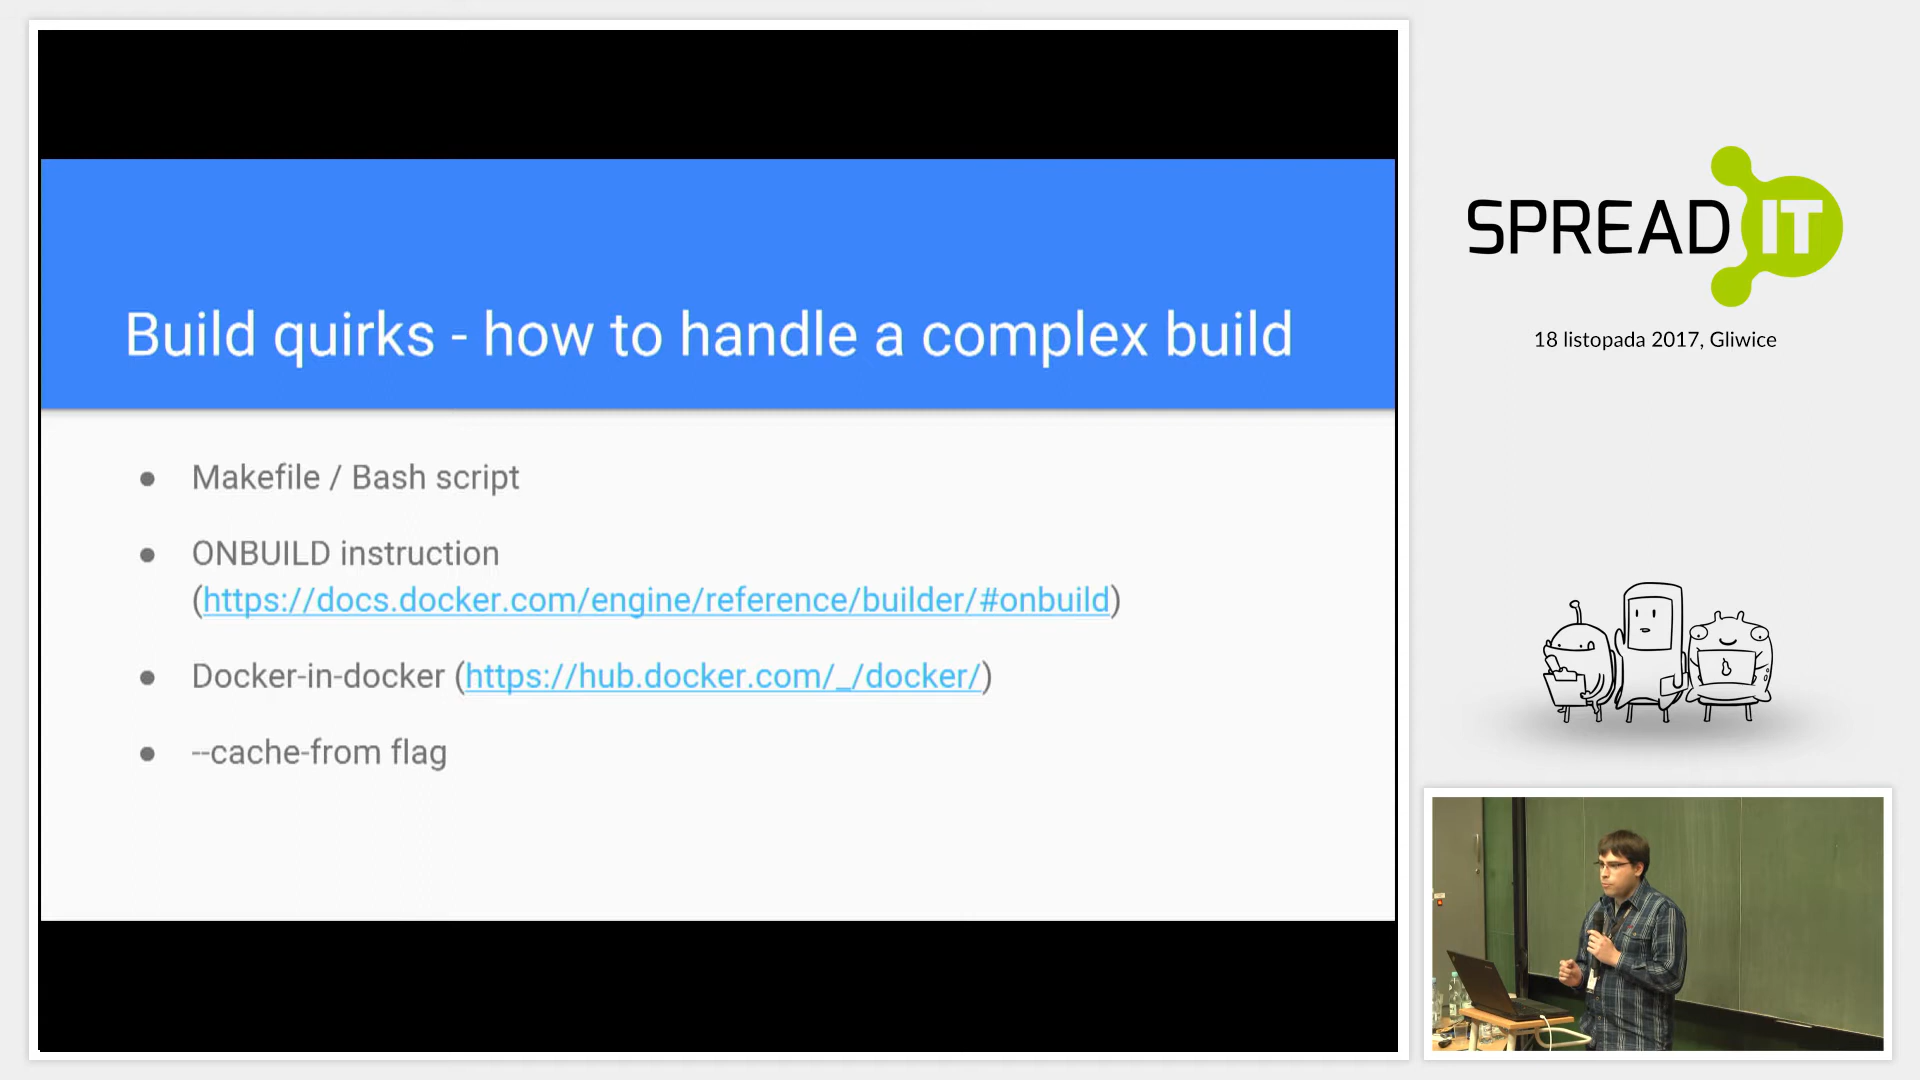 Build quirks - how to handle a complex build
● Makefile / Bash script
● ONBUILD instruction
(https://docs.docker.com/engine/reference/builder/#onbuild)
● Docker-in-docker (https://hub.docker.com/_/docker/)
● --cache-from flag
SPREAD IT
18 listopada 2017, Gliwice